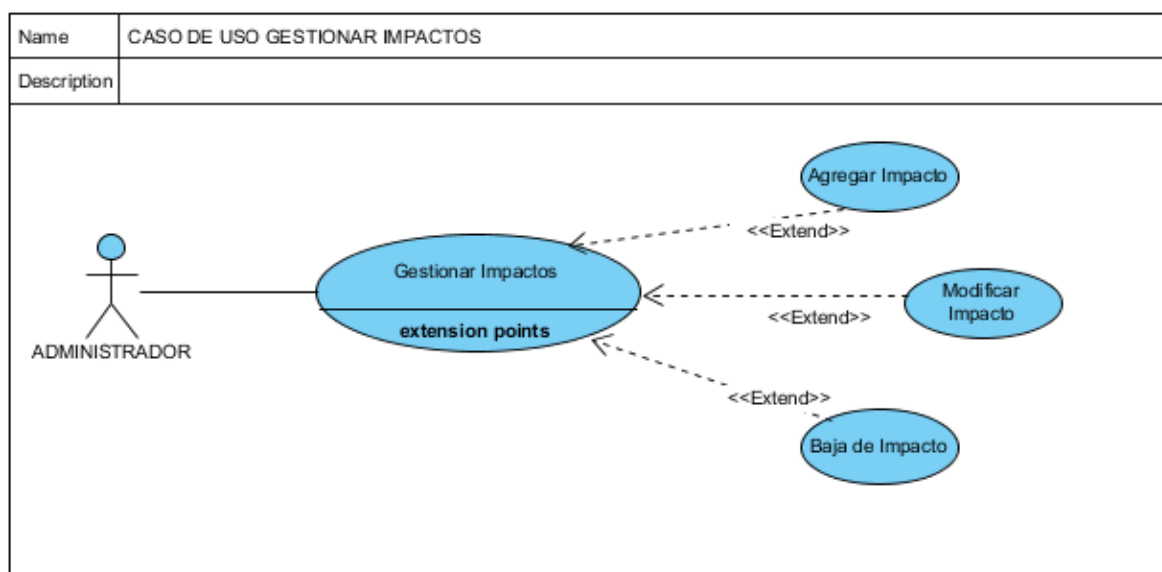 Name CASO DE USO GESTIONAR IMPACTOS
Description
Agregar Impacto
<<Extend>>
Gestionar Impactos
extension points
Modificar
Impacto
<<Extend>>
ADMINISTRADOR
<<Extend>>
Baja de Impacto